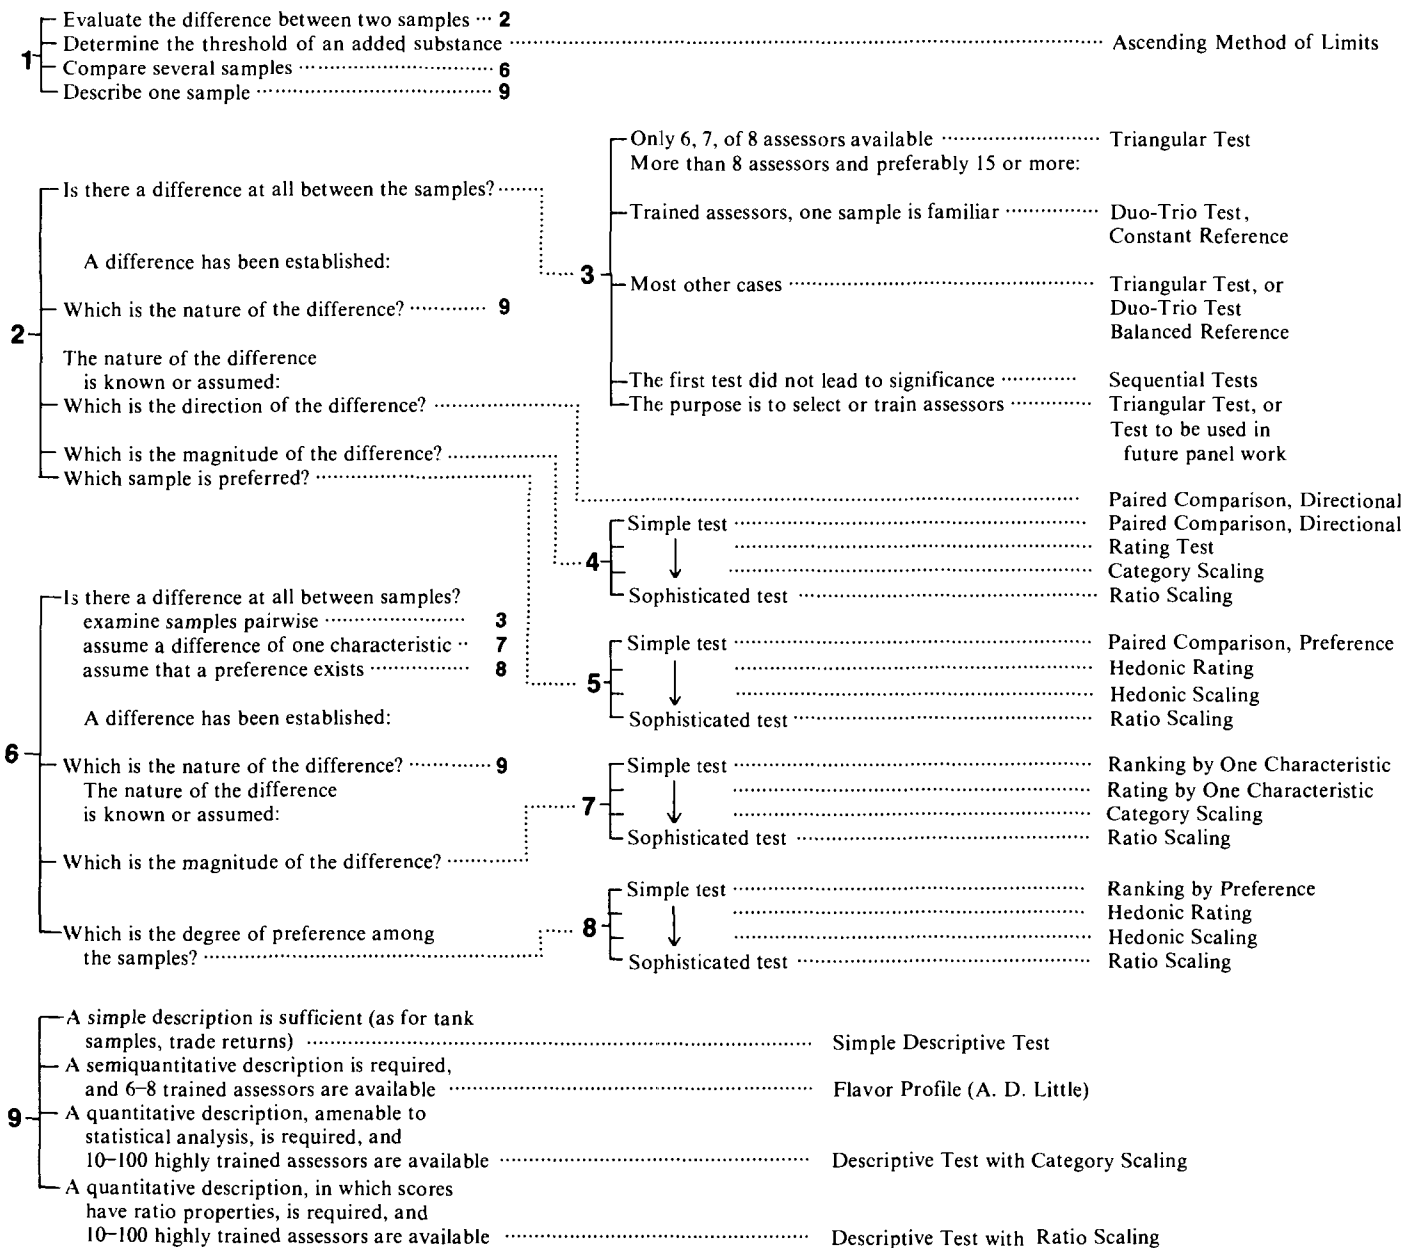 1
Evaluate the difference between two samples ··· 2
Determine the threshold of an added substance ··· Ascending Method of Limits
Compare several samples ··· 6
Describe one sample ··· 9
2
Is there a difference at all between the samples? ···
A difference has been established:
Which is the nature of the difference? ··· 9
The nature of the difference
is known or assumed:
Which is the direction of the difference? ···
Which is the magnitude of the difference? ···
Which sample is preferred? ···
3
Only 6, 7, of 8 assessors available ··· Triangular Test
More than 8 assessors and preferably 15 or more:
Trained assessors, one sample is familiar ··· Duo-Trio Test,
Constant Reference
Most other cases ··· Triangular Test, or
Duo-Trio Test
Balanced Reference
The first test did not lead to significance ··· Sequential Tests
The purpose is to select or train assessors ··· Triangular Test, or
Test to be used in
future panel work
Paired Comparison, Directional
4
Simple test ··· Paired Comparison, Directional
Rating Test
Category Scaling
Sophisticated test ··· Ratio Scaling
5
Simple test ··· Paired Comparison, Preference
Hedonic Rating
Hedonic Scaling
Sophisticated test ··· Ratio Scaling
6
Is there a difference at all between samples?
examine samples pairwise ··· 3
assume a difference of one characteristic ·· 7
assume that a preference exists ··· 8
A difference has been established:
Which is the nature of the difference? ··· 9
The nature of the difference
is known or assumed:
Which is the magnitude of the difference? ···
Which is the degree of preference among
the samples? ···
7
Simple test ··· Ranking by One Characteristic
Rating by One Characteristic
Category Scaling
Sophisticated test ··· Ratio Scaling
8
Simple test ··· Ranking by Preference
Hedonic Rating
Hedonic Scaling
Sophisticated test ··· Ratio Scaling
9
A simple description is sufficient (as for tank
samples, trade returns) ··· Simple Descriptive Test
A semiquantitative description is required,
and 6–8 trained assessors are available ··· Flavor Profile (A. D. Little)
A quantitative description, amenable to
statistical analysis, is required, and
10–100 highly trained assessors are available ··· Descriptive Test with Category Scaling
A quantitative description, in which scores
have ratio properties, is required, and
10–100 highly trained assessors are available ··· Descriptive Test with Ratio Scaling